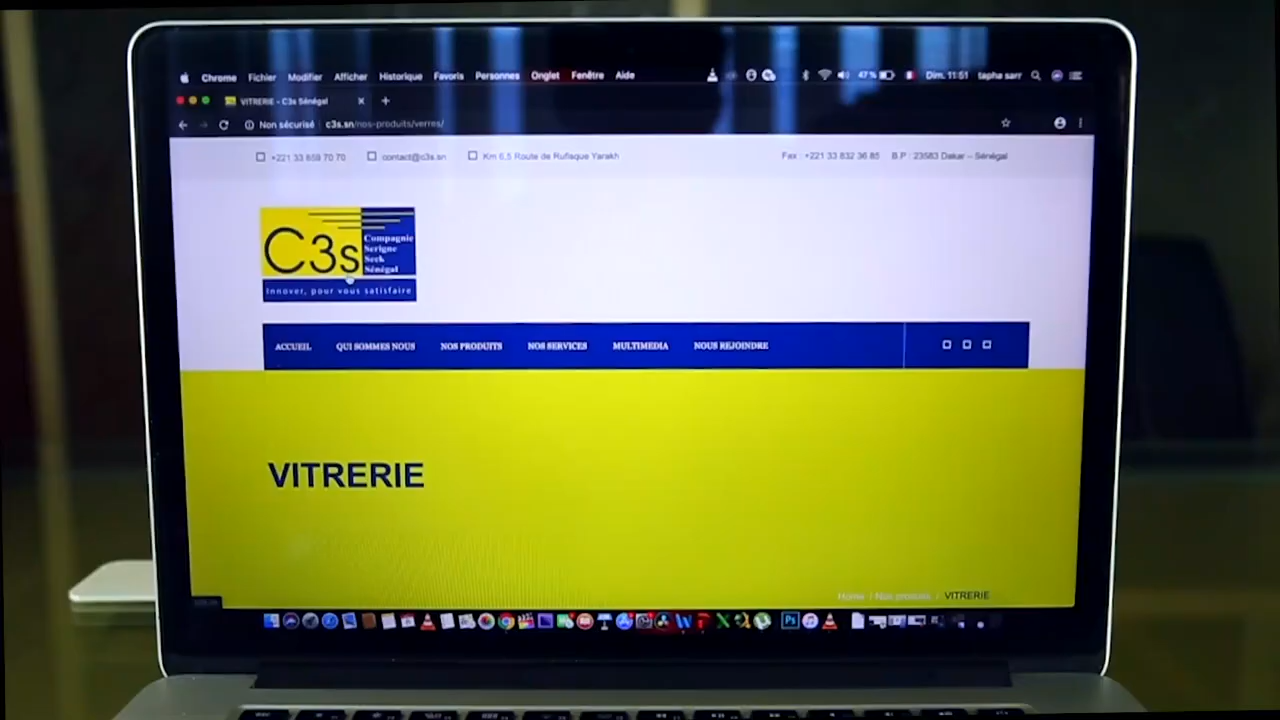 Chrome Fichier Modifier Afficher Historique Favoris Personnes Onglet Fenêtre Aide 47 % Dim. 11:51 tapha sarr
VITRERIE - C3s Sénégal
Non sécurisé c3s.sn/nos-produits/verres/
+221 33 859 70 70 contact@c3s.sn Km 6,5 Route de Rufisque Yarakh Fax : +221 33 832 36 85 B.P : 23583 Dakar – Sénégal
C3s
Compagnie
Serigne
Seck
Sénégal
Innover, pour vous satisfaire
ACCUEIL QUI SOMMES NOUS NOS PRODUITS NOS SERVICES MULTIMEDIA NOUS REJOINDRE
VITRERIE
Home / Nos produits / VITRERIE